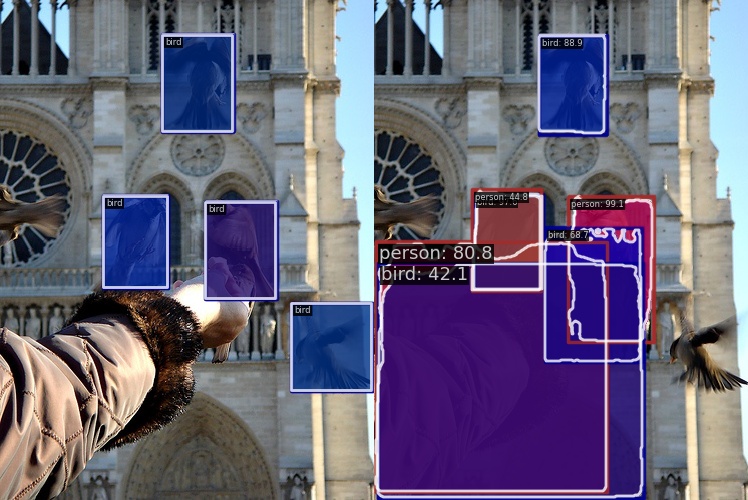 bird
bird
bird
bird
bird: 88.9
person: 44.8
person: 99.1
bird: 68.7
person: 80.8
bird: 42.1